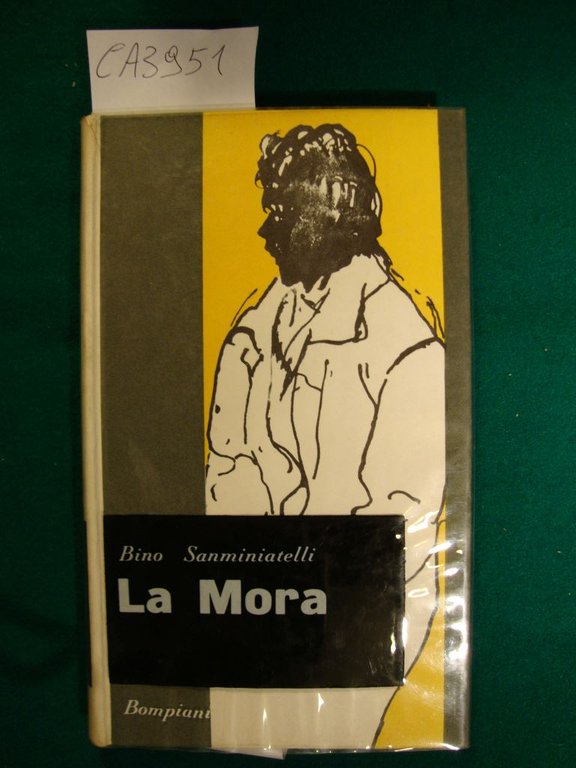 CA3951
Bino Sanminiatelli
La Mora
Bompiani